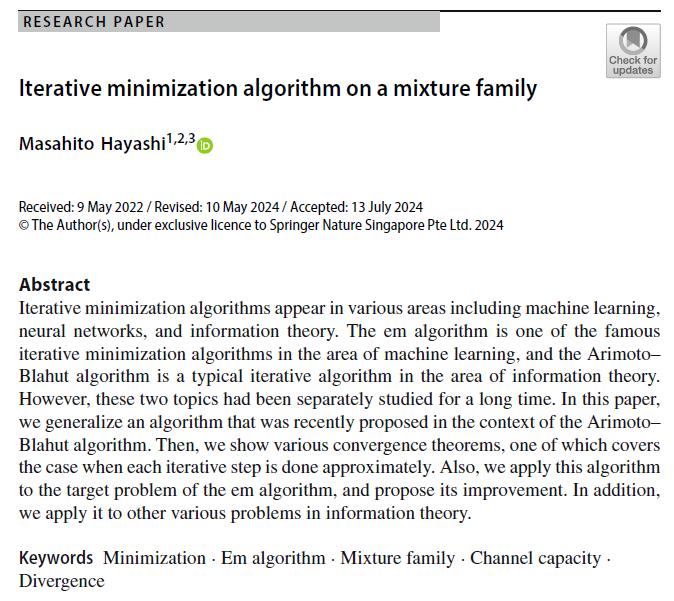 RESEARCH PAPER
Check for
updates
Iterative minimization algorithm on a mixture family
Masahito Hayashi1,2,3 iD
Received: 9 May 2022 / Revised: 10 May 2024 / Accepted: 13 July 2024
© The Author(s), under exclusive licence to Springer Nature Singapore Pte Ltd. 2024
Abstract
Iterative minimization algorithms appear in various areas including machine learning,
neural networks, and information theory. The em algorithm is one of the famous
iterative minimization algorithms in the area of machine learning, and the Arimoto–
Blahut algorithm is a typical iterative algorithm in the area of information theory.
However, these two topics had been separately studied for a long time. In this paper,
we generalize an algorithm that was recently proposed in the context of the Arimoto–
Blahut algorithm. Then, we show various convergence theorems, one of which covers
the case when each iterative step is done approximately. Also, we apply this algorithm
to the target problem of the em algorithm, and propose its improvement. In addition,
we apply it to other various problems in information theory.
Keywords Minimization · Em algorithm · Mixture family · Channel capacity ·
Divergence